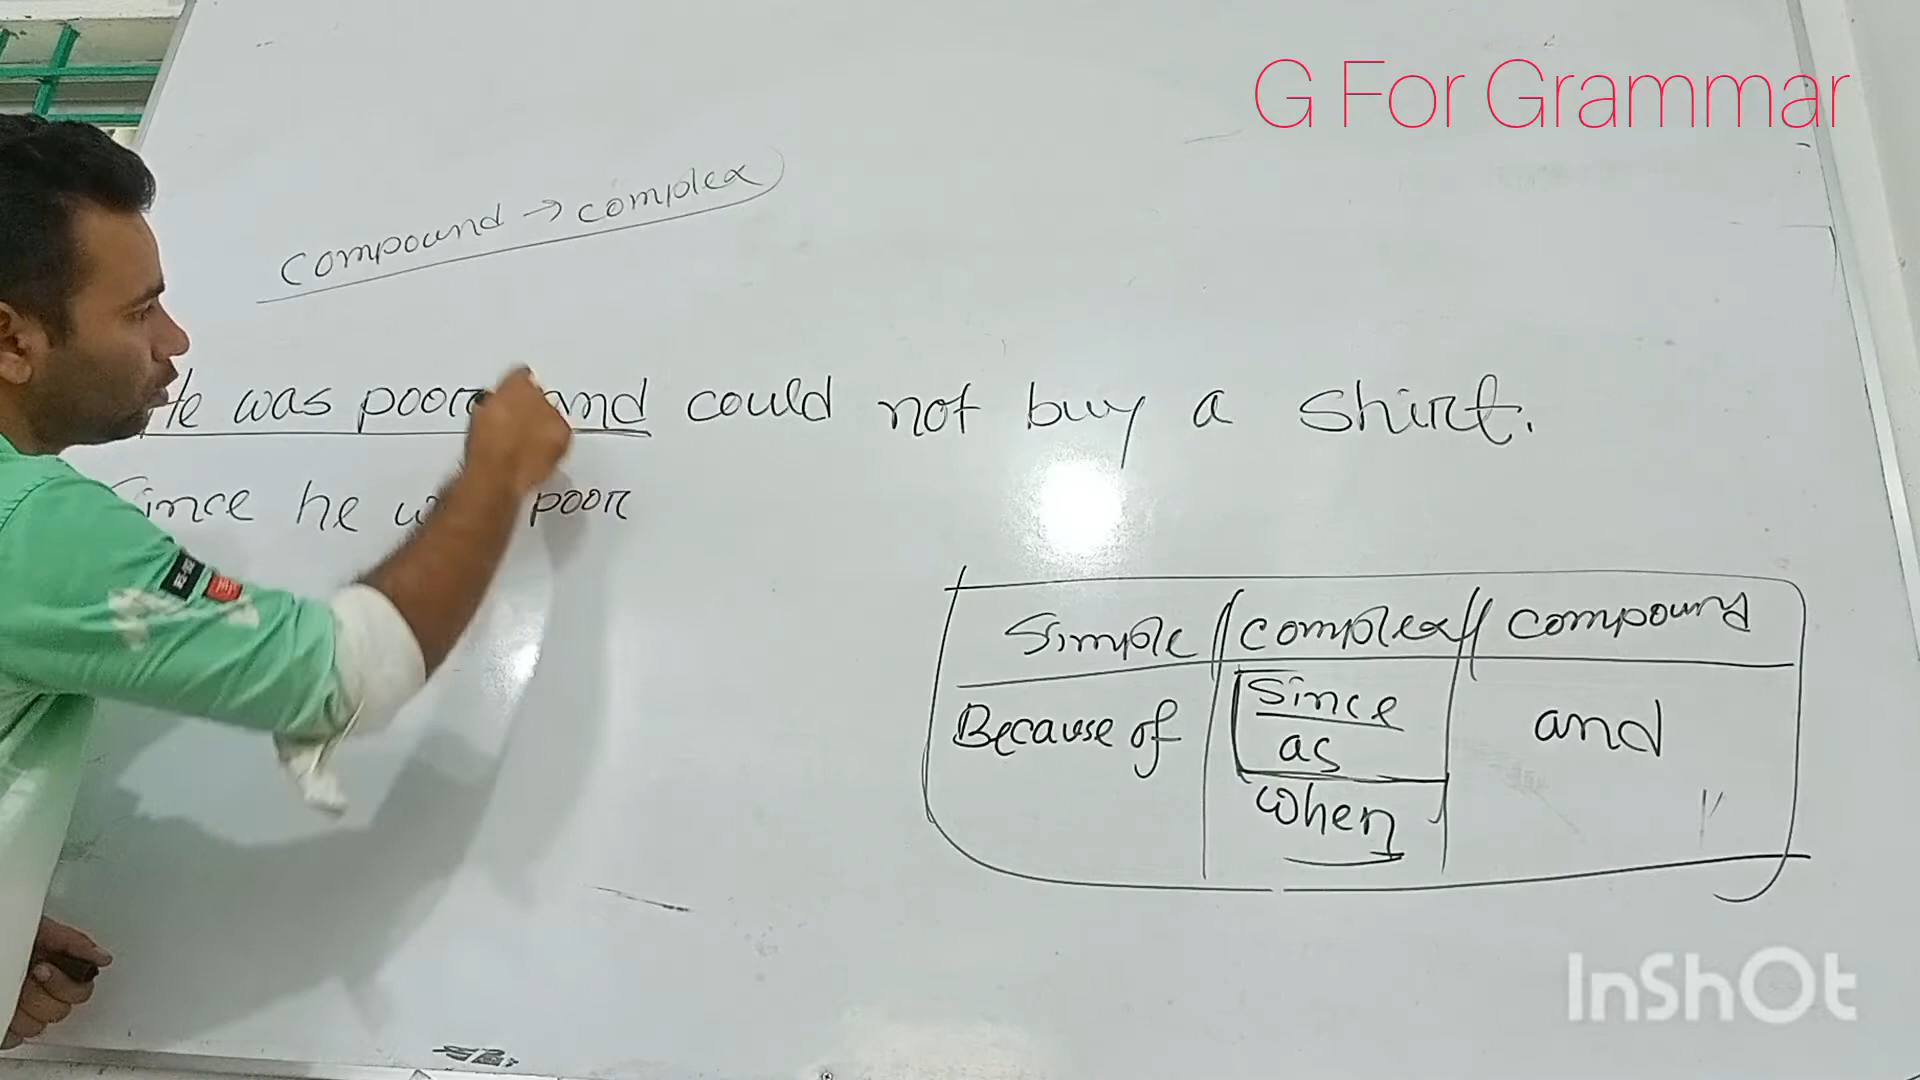 G For Grammar
compound → complex
He was poor and could not buy a shirt.
Since he was poor
Simple complex compound
Because of since and
as
when
InShOt